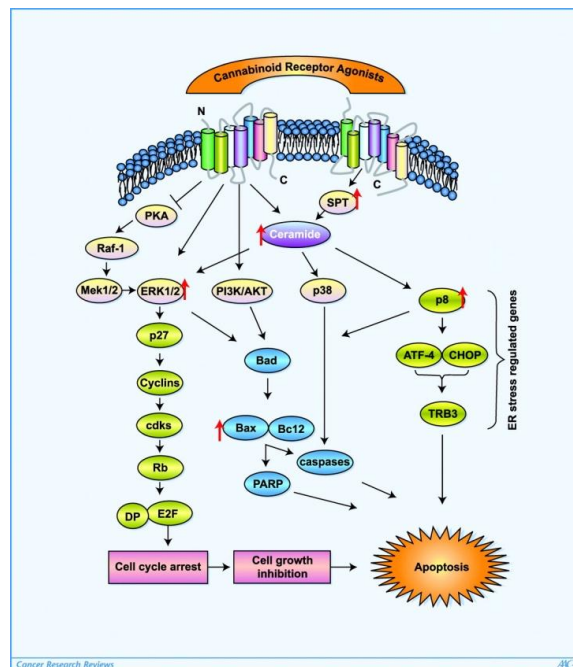 Cannabinoid Receptor Agonists
N
C
C
SPT
PKA
Ceramide
Raf-1
Mek1/2
ERK1/2
PI3K/AKT
p38
p8
p27
Bad
ATF-4
CHOP
Cyclins
TRB3
ER stress regulated genes
cdks
Bax
Bc12
Rb
caspases
PARP
DP
E2F
Cell cycle arrest
Cell growth
inhibition
Apoptosis
Cancer Research Reviews